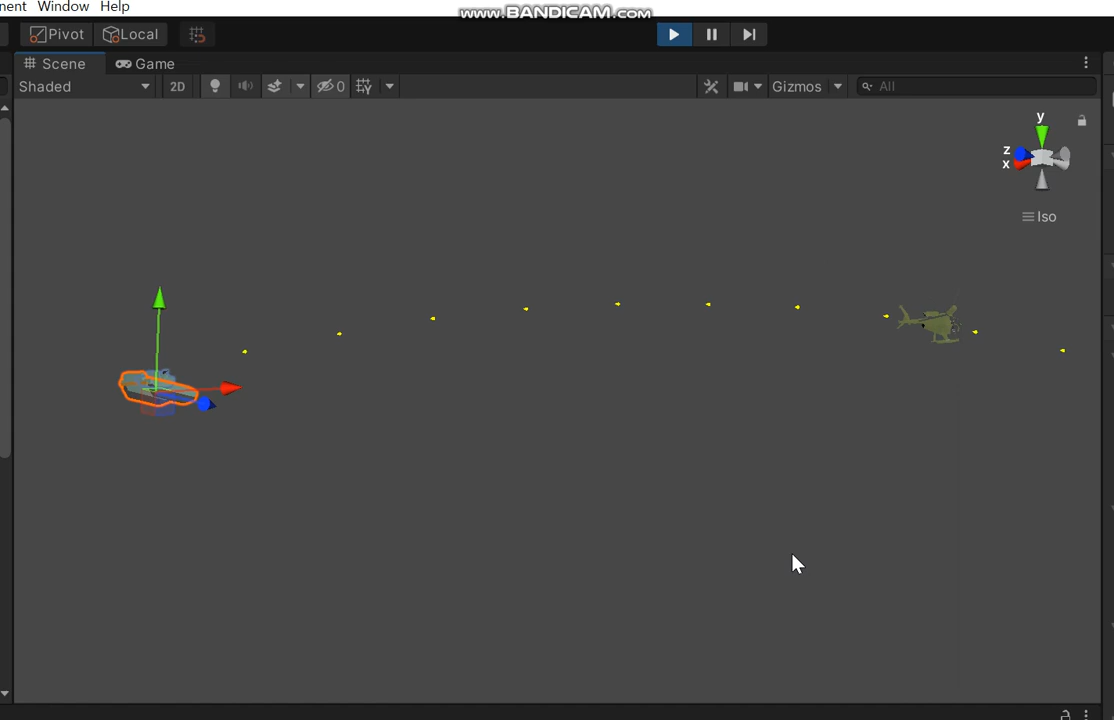 nent Window Help
www.BANDICAM.com
Pivot Local
Scene Game
Shaded 2D 0 Gizmos All
y
z
x
Iso